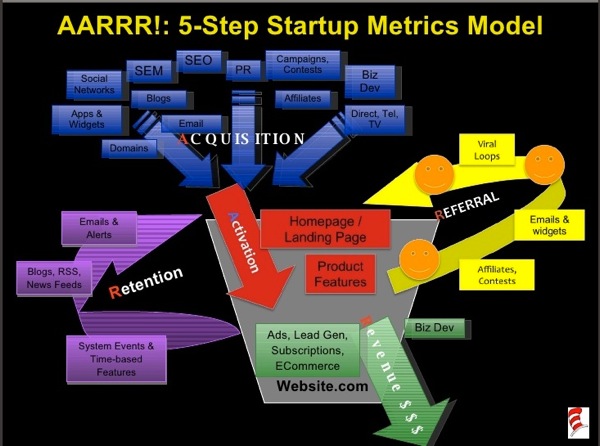 AARRR!: 5-Step Startup Metrics Model
SEO
Campaigns,
Contests
SEM
PR
Biz
Dev
Social
Networks
Blogs
Affiliates
Apps &
Widgets
Email
Direct, Tel,
TV
ACQUISITION
Domains
Viral
Loops
REFERRAL
Emails &
Alerts
Activation
Homepage /
Landing Page
Emails &
widgets
Blogs, RSS,
News Feeds
Retention
Product
Features
Affiliates,
Contests
System Events &
Time-based
Features
Ads, Lead Gen,
Subscriptions,
ECommerce
Revenue $$$
Biz Dev
Website.com